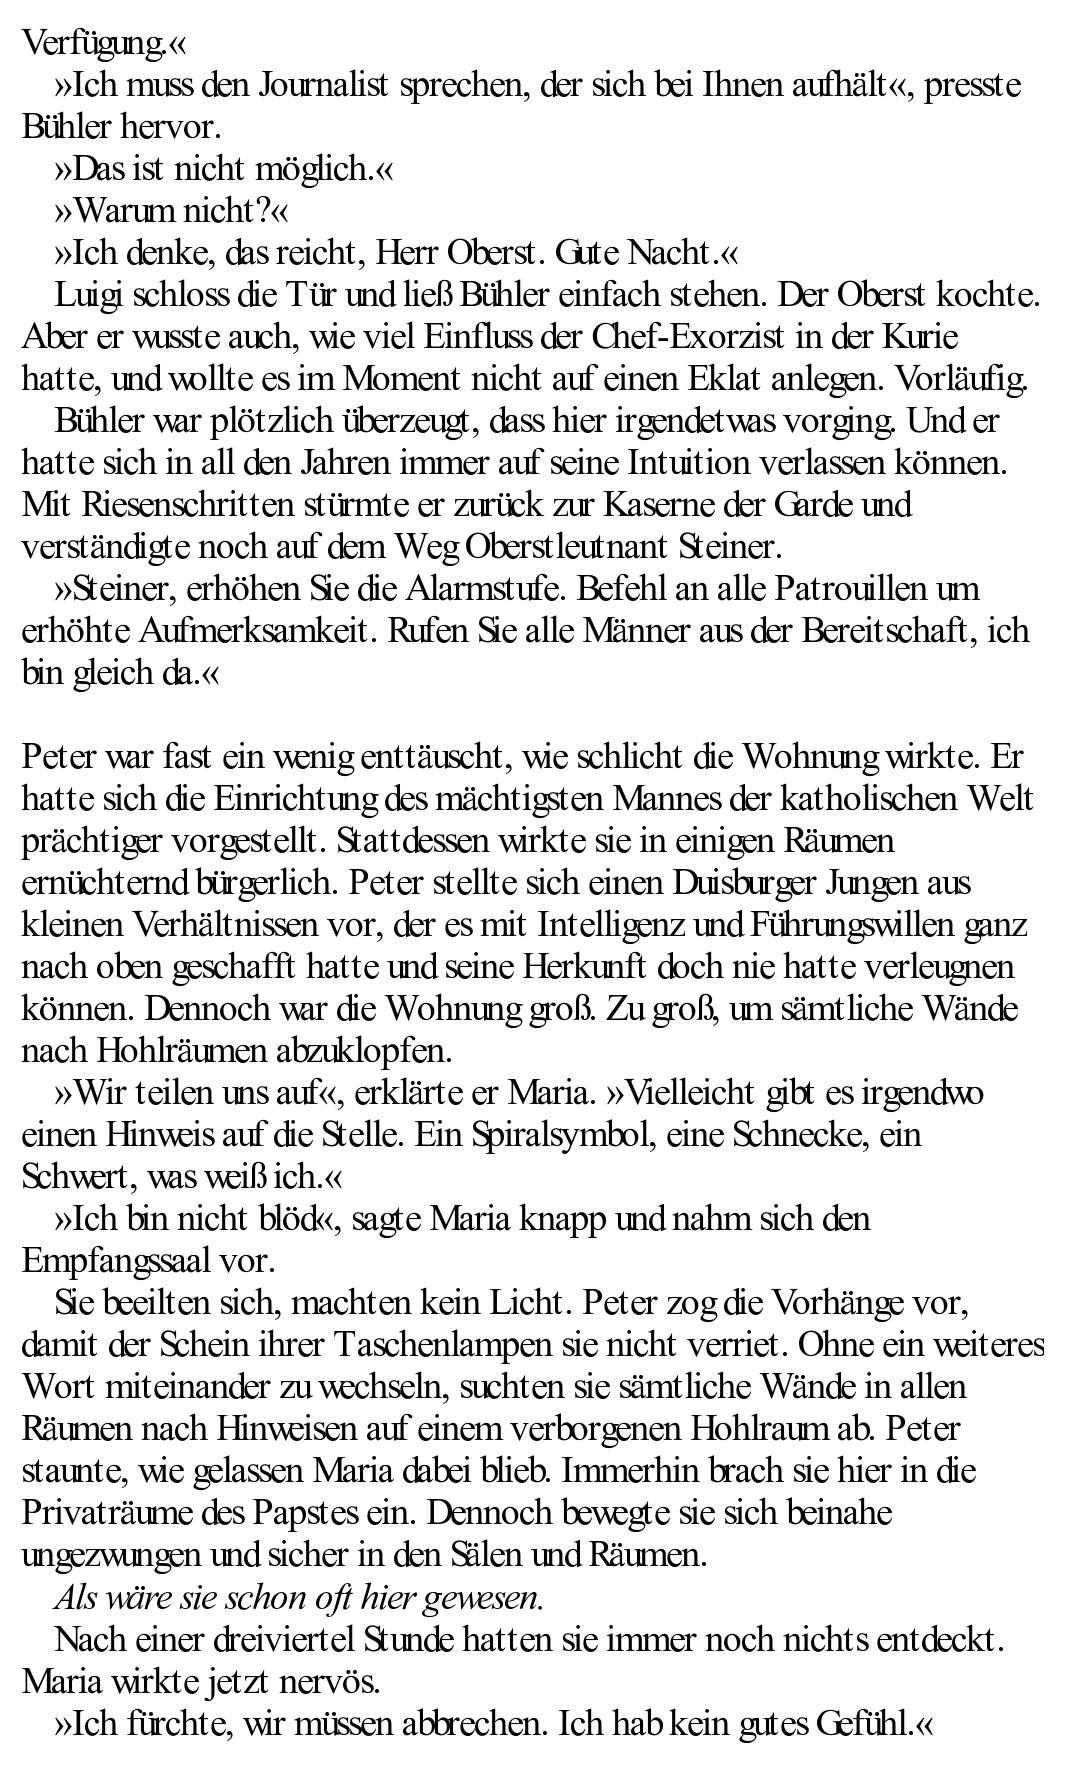 Verfügung.«
»Ich muss den Journalist sprechen, der sich bei Ihnen aufhält«, presste
Bühler hervor.
»Das ist nicht möglich.«
»Warum nicht?«
»Ich denke, das reicht, Herr Oberst. Gute Nacht.«
Luigi schloss die Tür und ließ Bühler einfach stehen. Der Oberst kochte.
Aber er wusste auch, wie viel Einfluss der Chef-Exorzist in der Kurie
hatte, und wollte es im Moment nicht auf einen Eklat anlegen. Vorläufig.
Bühler war plötzlich überzeugt, dass hier irgendetwas vorging. Und er
hatte sich in all den Jahren immer auf seine Intuition verlassen können.
Mit Riesenschritten stürmte er zurück zur Kaserne der Garde und
verständigte noch auf dem Weg Oberstleutnant Steiner.
»Steiner, erhöhen Sie die Alarmstufe. Befehl an alle Patrouillen um
erhöhte Aufmerksamkeit. Rufen Sie alle Männer aus der Bereitschaft, ich
bin gleich da.«
Peter war fast ein wenig enttäuscht, wie schlicht die Wohnung wirkte. Er
hatte sich die Einrichtung des mächtigsten Mannes der katholischen Welt
prächtiger vorgestellt. Stattdessen wirkte sie in einigen Räumen
ernüchternd bürgerlich. Peter stellte sich einen Duisburger Jungen aus
kleinen Verhältnissen vor, der es mit Intelligenz und Führungswillen ganz
nach oben geschafft hatte und seine Herkunft doch nie hatte verleugnen
können. Dennoch war die Wohnung groß. Zu groß, um sämtliche Wände
nach Hohlräumen abzuklopfen.
»Wir teilen uns auf«, erklärte er Maria. »Vielleicht gibt es irgendwo
einen Hinweis auf die Stelle. Ein Spiralsymbol, eine Schnecke, ein
Schwert, was weiß ich.«
»Ich bin nicht blöd«, sagte Maria knapp und nahm sich den
Empfangssaal vor.
Sie beeilten sich, machten kein Licht. Peter zog die Vorhänge vor,
damit der Schein ihrer Taschenlampen sie nicht verriet. Ohne ein weiteres
Wort miteinander zu wechseln, suchten sie sämtliche Wände in allen
Räumen nach Hinweisen auf einem verborgenen Hohlraum ab. Peter
staunte, wie gelassen Maria dabei blieb. Immerhin brach sie hier in die
Privaträume des Papstes ein. Dennoch bewegte sie sich beinahe
ungezwungen und sicher in den Sälen und Räumen.
Als wäre sie schon oft hier gewesen.
Nach einer dreiviertel Stunde hatten sie immer noch nichts entdeckt.
Maria wirkte jetzt nervös.
»Ich fürchte, wir müssen abbrechen. Ich hab kein gutes Gefühl.«